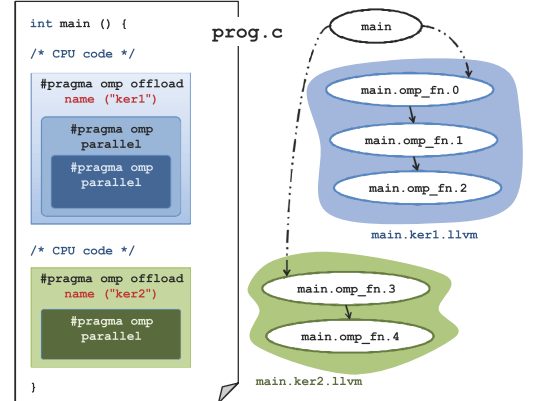 int main () {
prog.c
/* CPU code */
#pragma omp offload
name ("ker1")
#pragma omp
parallel
#pragma omp
parallel
/* CPU code */
#pragma omp offload
name ("ker2")
#pragma omp
parallel
}
main
main.omp_fn.0
main.omp_fn.1
main.omp_fn.2
main.ker1.llvm
main.omp_fn.3
main.omp_fn.4
main.ker2.llvm